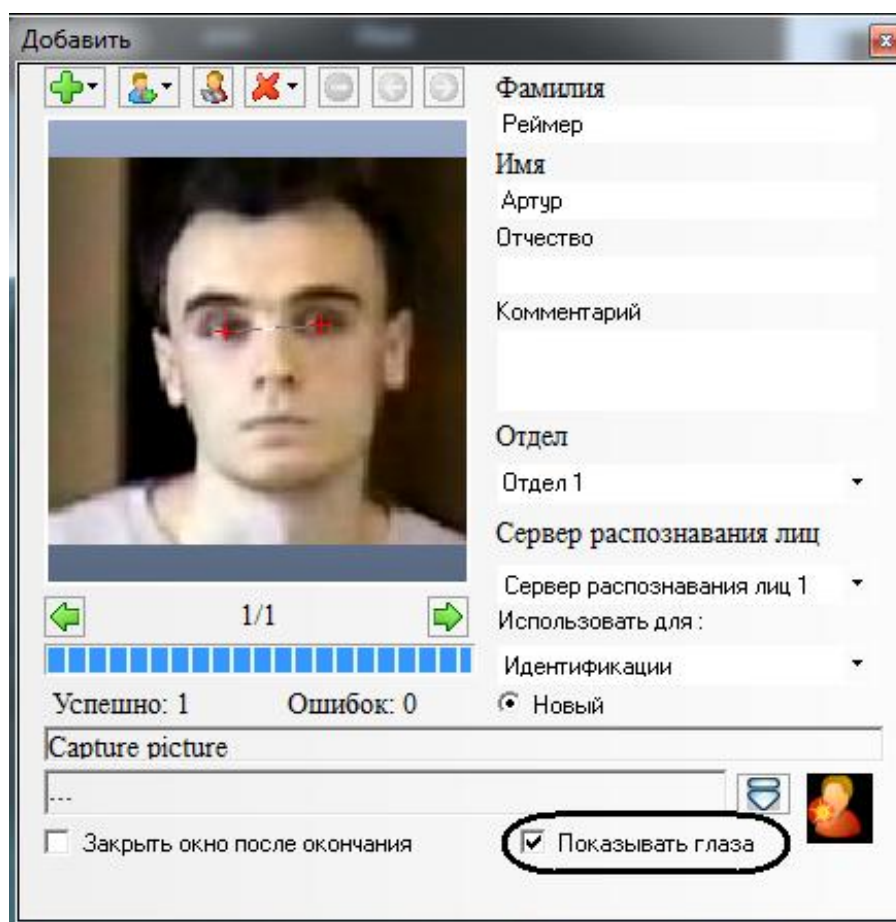 Добавить
Фамилия
Реймер
Имя
Артур
Отчество
Комментарий
Отдел
Отдел 1
Сервер распознавания лиц
Сервер распознавания лиц 1
1/1
Использовать для :
Идентификации
Успешно: 1 Ошибок: 0
Новый
Capture picture
---
Закрыть окно после окончания
Показывать глаза